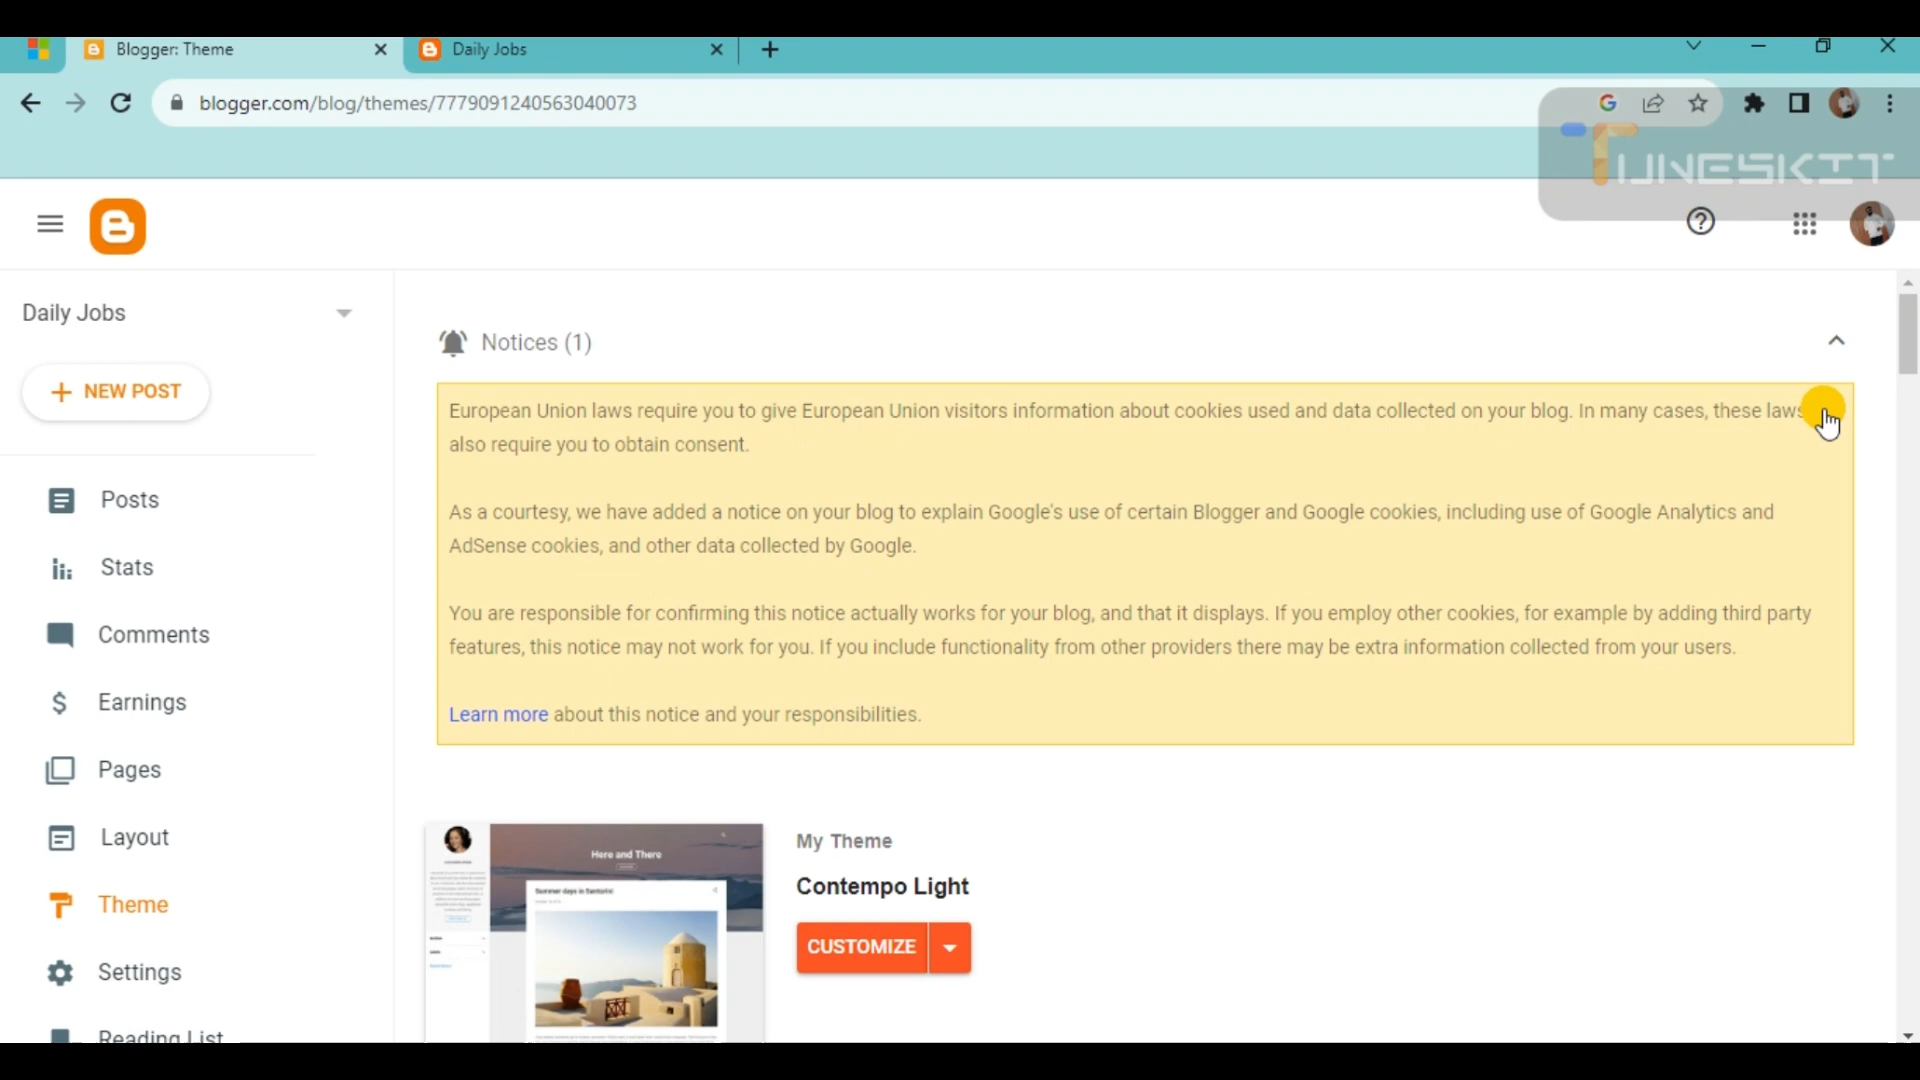 Blogger: Theme
Daily Jobs
blogger.com/blog/themes/7779091240563040073
TUNESKIT
Daily Jobs
NEW POST
Posts
Stats
Comments
Earnings
Pages
Layout
Theme
Settings
Reading List
Notices (1)
European Union laws require you to give European Union visitors information about cookies used and data collected on your blog. In many cases, these laws
also require you to obtain consent.
As a courtesy, we have added a notice on your blog to explain Google's use of certain Blogger and Google cookies, including use of Google Analytics and
AdSense cookies, and other data collected by Google.
You are responsible for confirming this notice actually works for your blog, and that it displays. If you employ other cookies, for example by adding third party
features, this notice may not work for you. If you include functionality from other providers there may be extra information collected from your users.
Learn more about this notice and your responsibilities.
Here and There
Summer days in Santorini
My Theme
Contempo Light
CUSTOMIZE